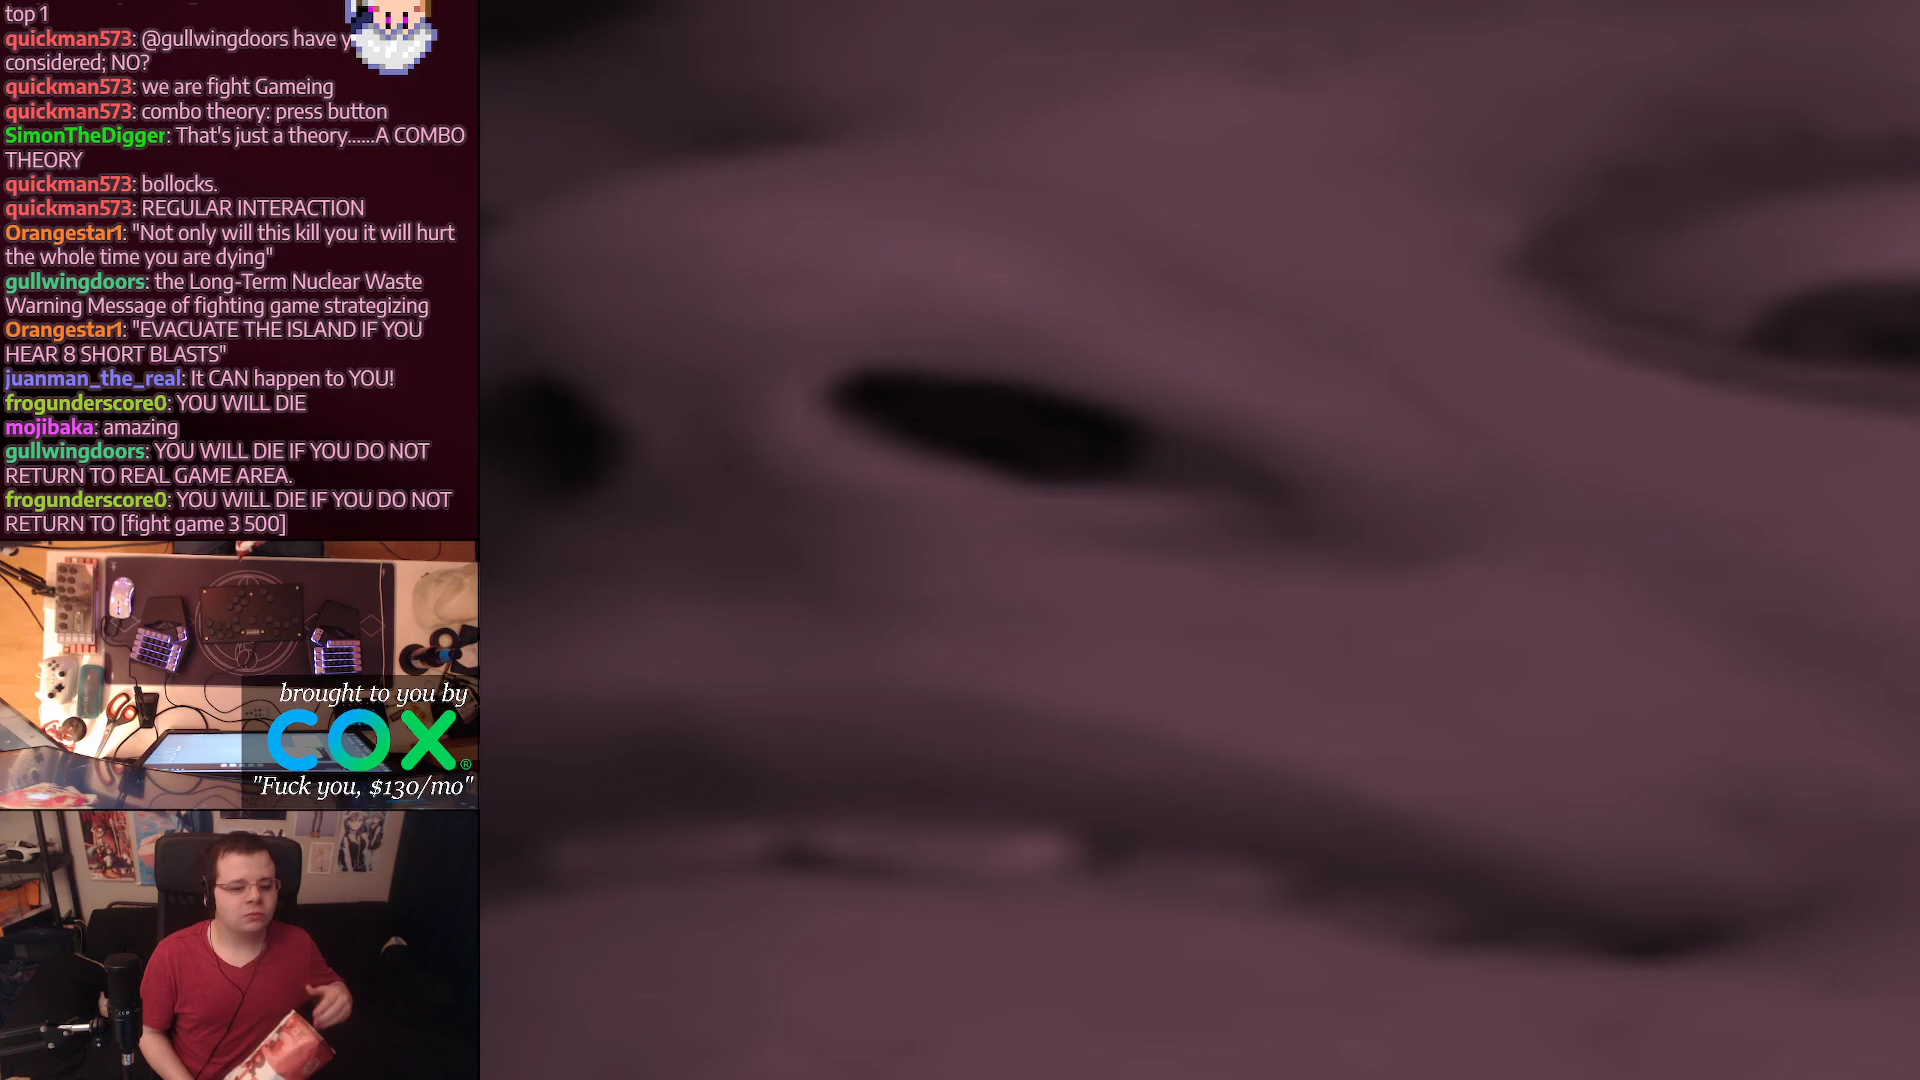 top 1
quickman573: @gullwingdoors have y
considered; NO?
quickman573: we are fight Gameing
quickman573: combo theory: press button
SimonTheDigger: That's just a theory......A COMBO
THEORY
quickman573: bollocks.
quickman573: REGULAR INTERACTION
Orangestar1: "Not only will this kill you it will hurt
the whole time you are dying"
gullwingdoors: the Long-Term Nuclear Waste
Warning Message of fighting game strategizing
Orangestar1: "EVACUATE THE ISLAND IF YOU
HEAR 8 SHORT BLASTS"
juanman_the_real: It CAN happen to YOU!
frogunderscore0: YOU WILL DIE
mojibaka: amazing
gullwingdoors: YOU WILL DIE IF YOU DO NOT
RETURN TO REAL GAME AREA.
frogunderscore0: YOU WILL DIE IF YOU DO NOT
RETURN TO [fight game 3 500]
brought to you by
COX®
"Fuck you, $130/mo"